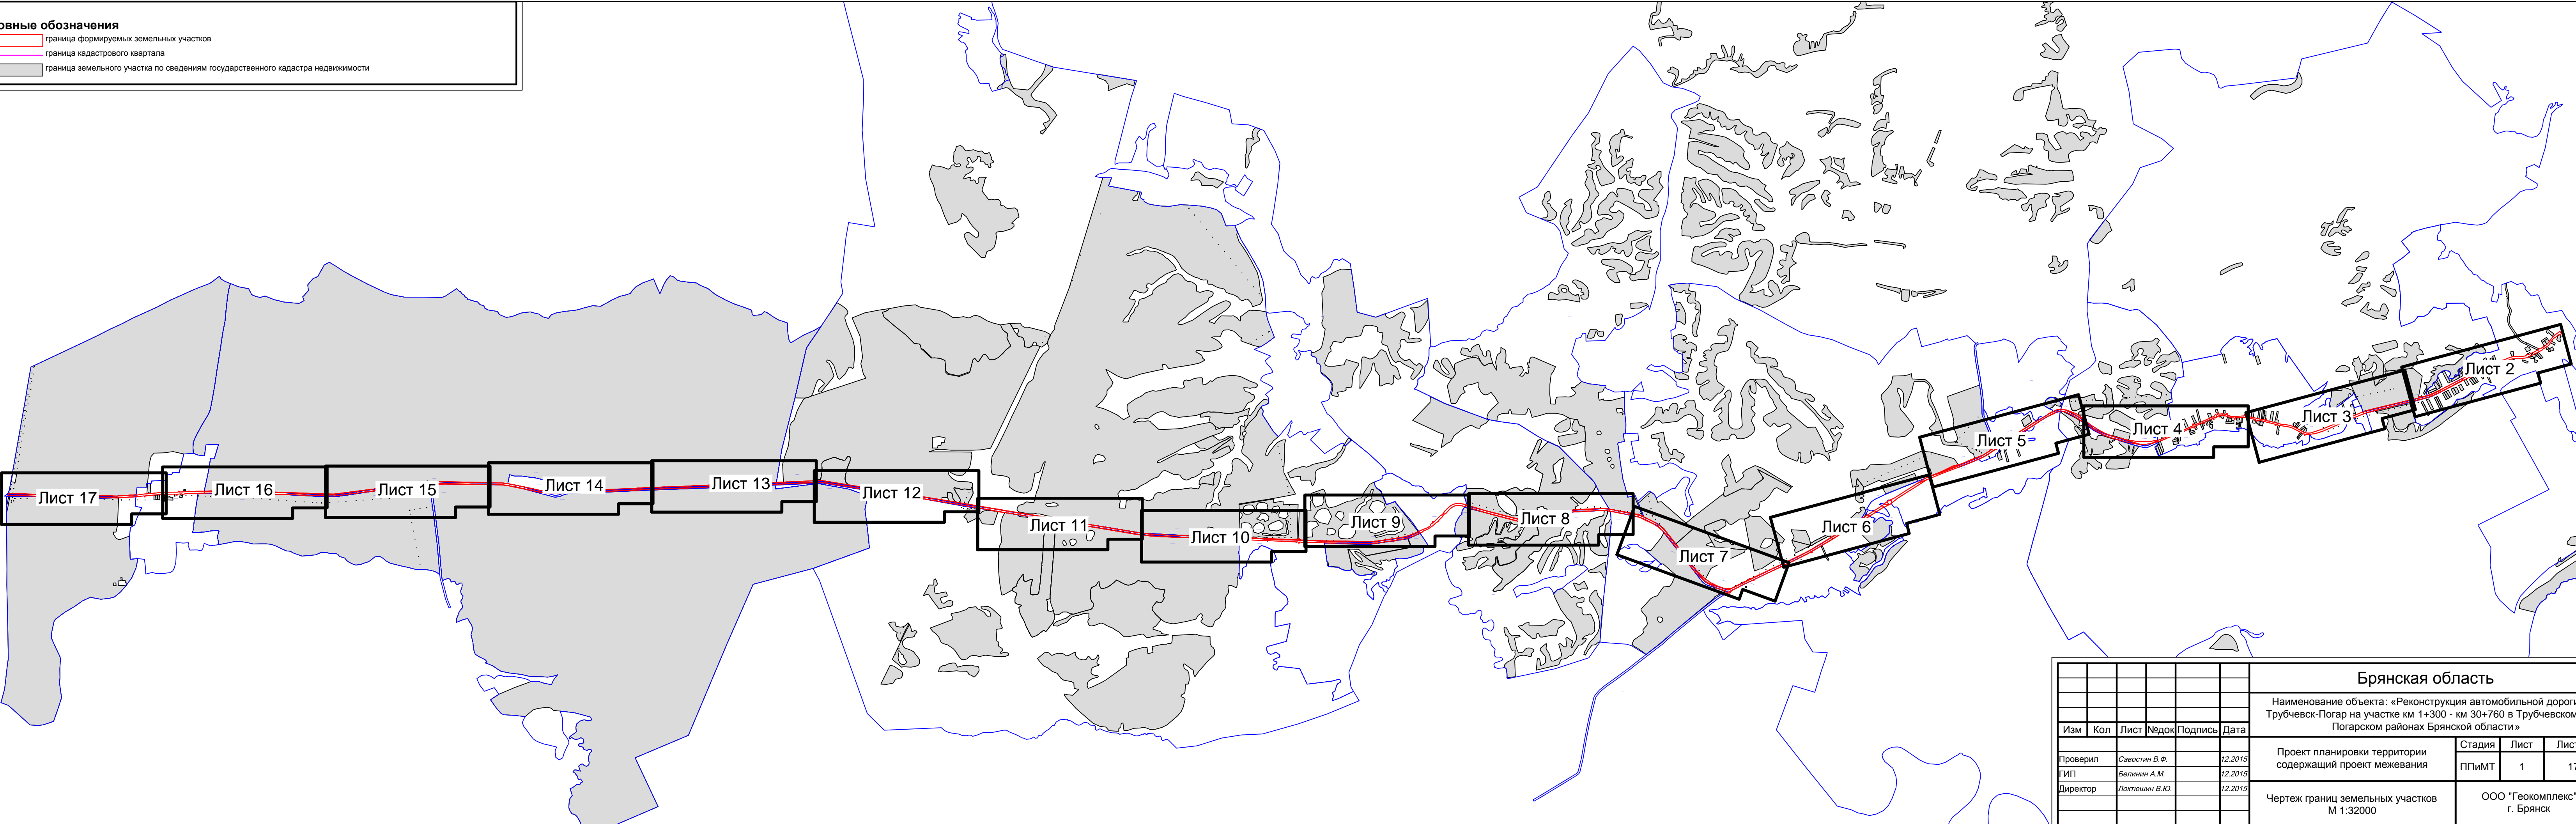 овные обозначения
граница формируемых земельных участков
граница кадастрового квартала
граница земельного участка по сведениям государственного кадастра недвижимости
Лист 2
Лист 3
Лист 4
Лист 5
Лист 6
Лист 7
Лист 8
Лист 9
Лист 10
Лист 11
Лист 12
Лист 13
Лист 14
Лист 15
Лист 16
Лист 17
Брянская область
Наименование объекта: «Реконструкция автомобильной дороги
Трубчевск-Погар на участке км 1+300 - км 30+760 в Трубчевском
Погарском районах Брянской области»
Изм Кол Лист №док Подпись Дата
Проект планировки территории
содержащий проект межевания
Стадия Лист Лист
ППиМТ 1 17
Проверил Савостин В.Ф. 12.2015
ГИП Белинин А.М. 12.2015
Директор Локтюшин В.Ю. 12.2015
Чертеж границ земельных участков
М 1:32000
ООО "Геокомплекс"
г. Брянск